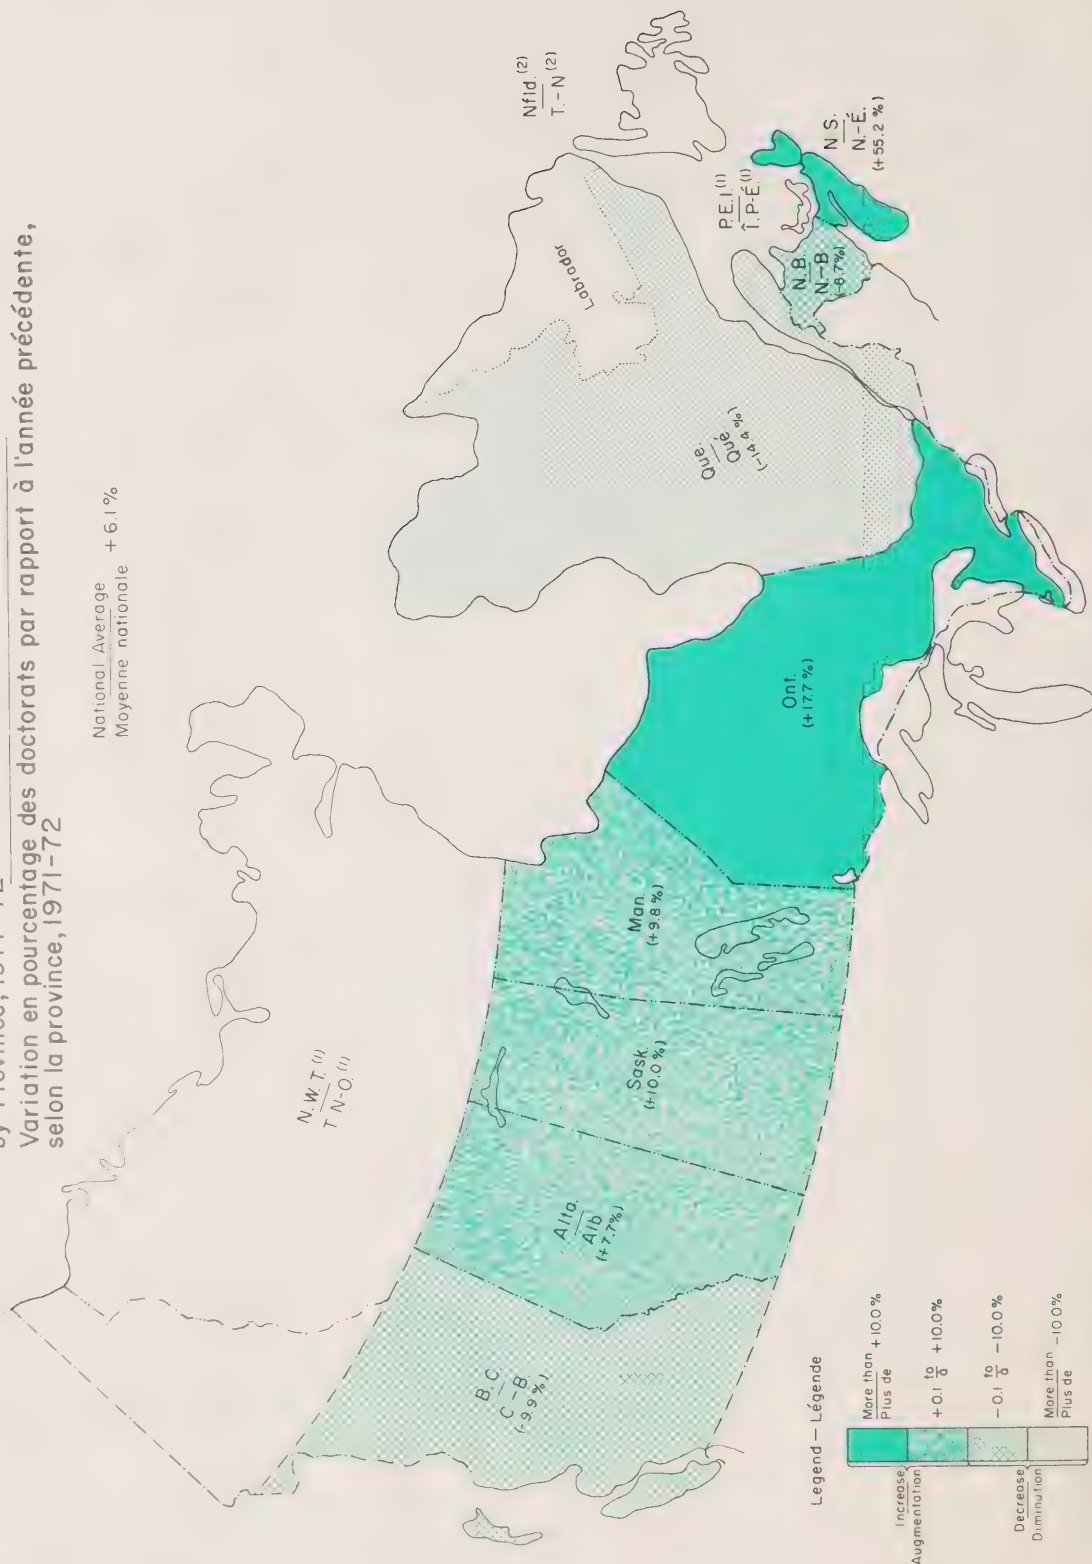 by Province, 1971-72
Variation en pourcentage des doctorats par rapport à l'année précédente,
selon la province, 1971-72
National Average
Moyenne nationale +6.1%
N.W.T.(1)
T N-O.(1)
B.C.
C-B.
(-9.9%)
Alta.
Alb
(+7.7%)
Sask.
(+10.0%)
Man.
(+9.8%)
Ont.
(+17.7%)
Que.
Qué.
(-14.4%)
Labrador
Nfld.(2)
T.-N(2)
P.E.I.(1)
Î.P-É.(1)
N.B.
N.-B
(-8.7%)
N S.
N.-É.
(+55.2 %)
Legend – Légende
Increase
Augmentation
More than
Plus de
+10.0%
+0.1 to/à +10.0%
Decrease
Diminution
-0.1 to/à -10.0%
More than
Plus de
-10.0%